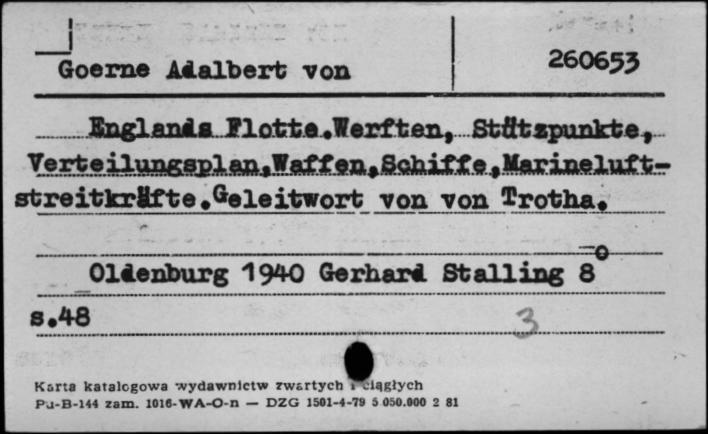 260653
Goerne Adalbert von
Englands Flotte.Werften, Stützpunkte,
Verteilungsplan,Waffen,Schiffe,Marineluft-
streitkräfte.Geleitwort von von Trotha.
Oldenburg 1940 Gerhard Stalling 8°
s.48
3
Karta katalogowa wydawnictw zwartych i ciągłych
Pu-B-144 zam. 1016-WA-O-n — DZG 1501-4-79 5 050.000 2 81